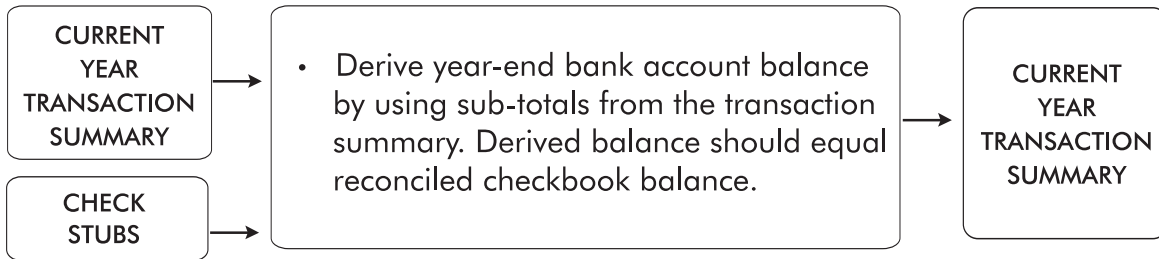 CURRENT
YEAR
TRANSACTION
SUMMARY
CHECK
STUBS
• Derive year-end bank account balance
by using sub-totals from the transaction
summary. Derived balance should equal
reconciled checkbook balance.
CURRENT
YEAR
TRANSACTION
SUMMARY